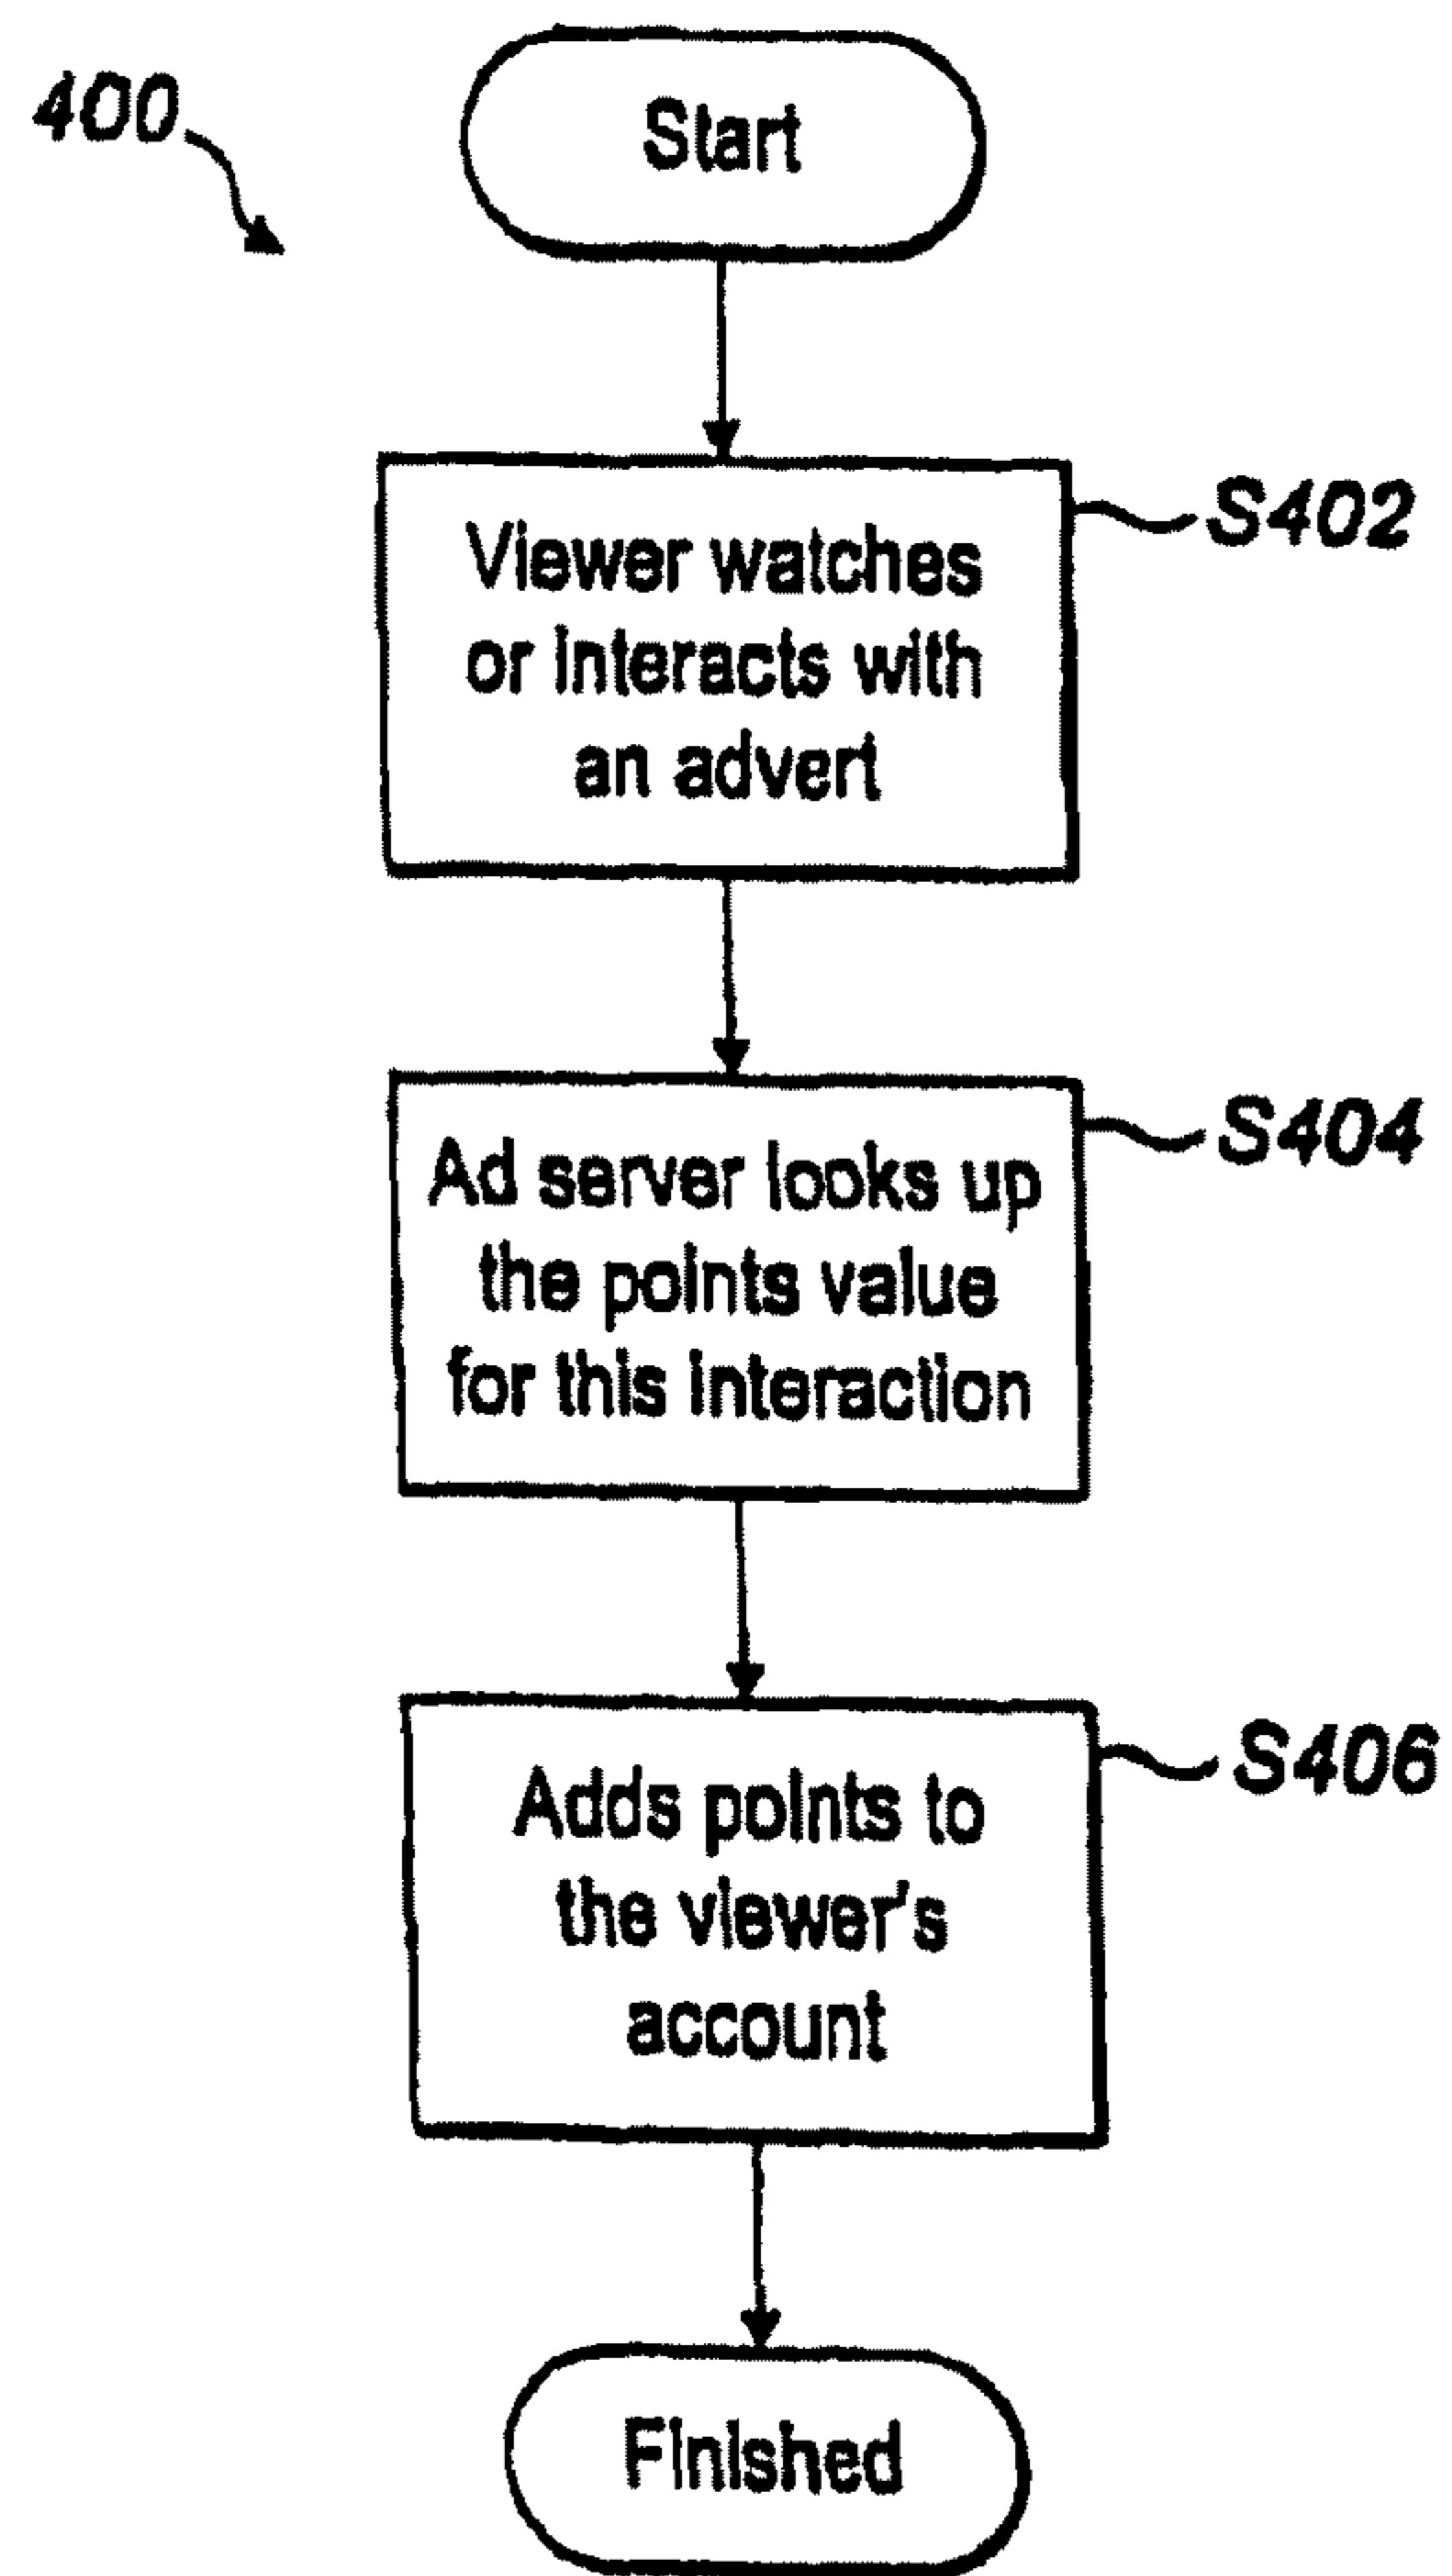 400
Start
S402
Viewer watches
or interacts with
an advert
S404
Ad server looks up
the points value
for this interaction
S406
Adds points to
the viewer's
account
Finished